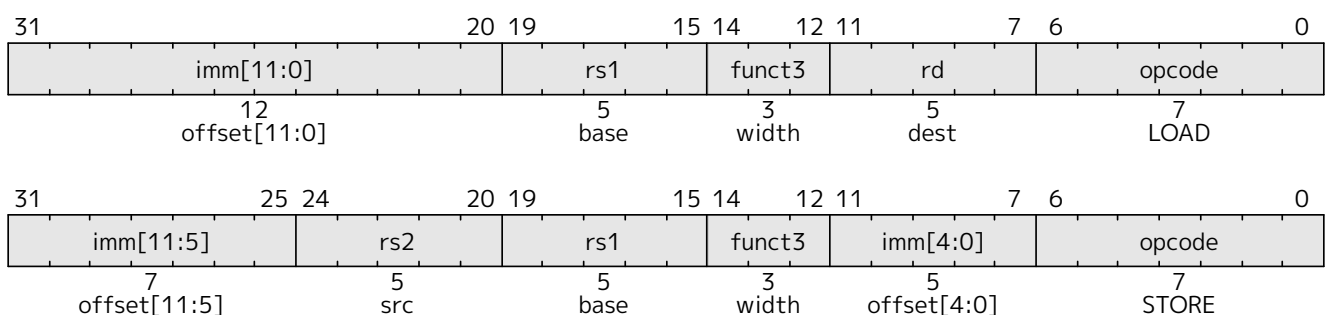 31 20 19 15 14 12 11 7 6 0
imm[11:0] rs1 funct3 rd opcode
12 5 3 5 7
offset[11:0] base width dest LOAD
31 25 24 20 19 15 14 12 11 7 6 0
imm[11:5] rs2 rs1 funct3 imm[4:0] opcode
7 5 5 3 5 7
offset[11:5] src base width offset[4:0] STORE